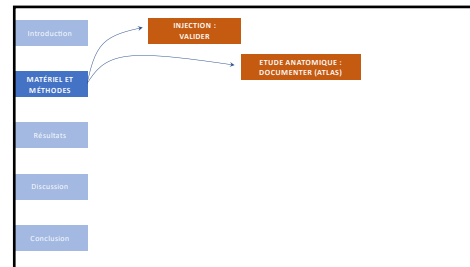 Introduction
INJECTION :
VALIDER
ETUDE ANATOMIQUE :
DOCUMENTER (ATLAS)
MATÉRIEL ET
MÉTHODES
Résultats
Discussion
Conclusion